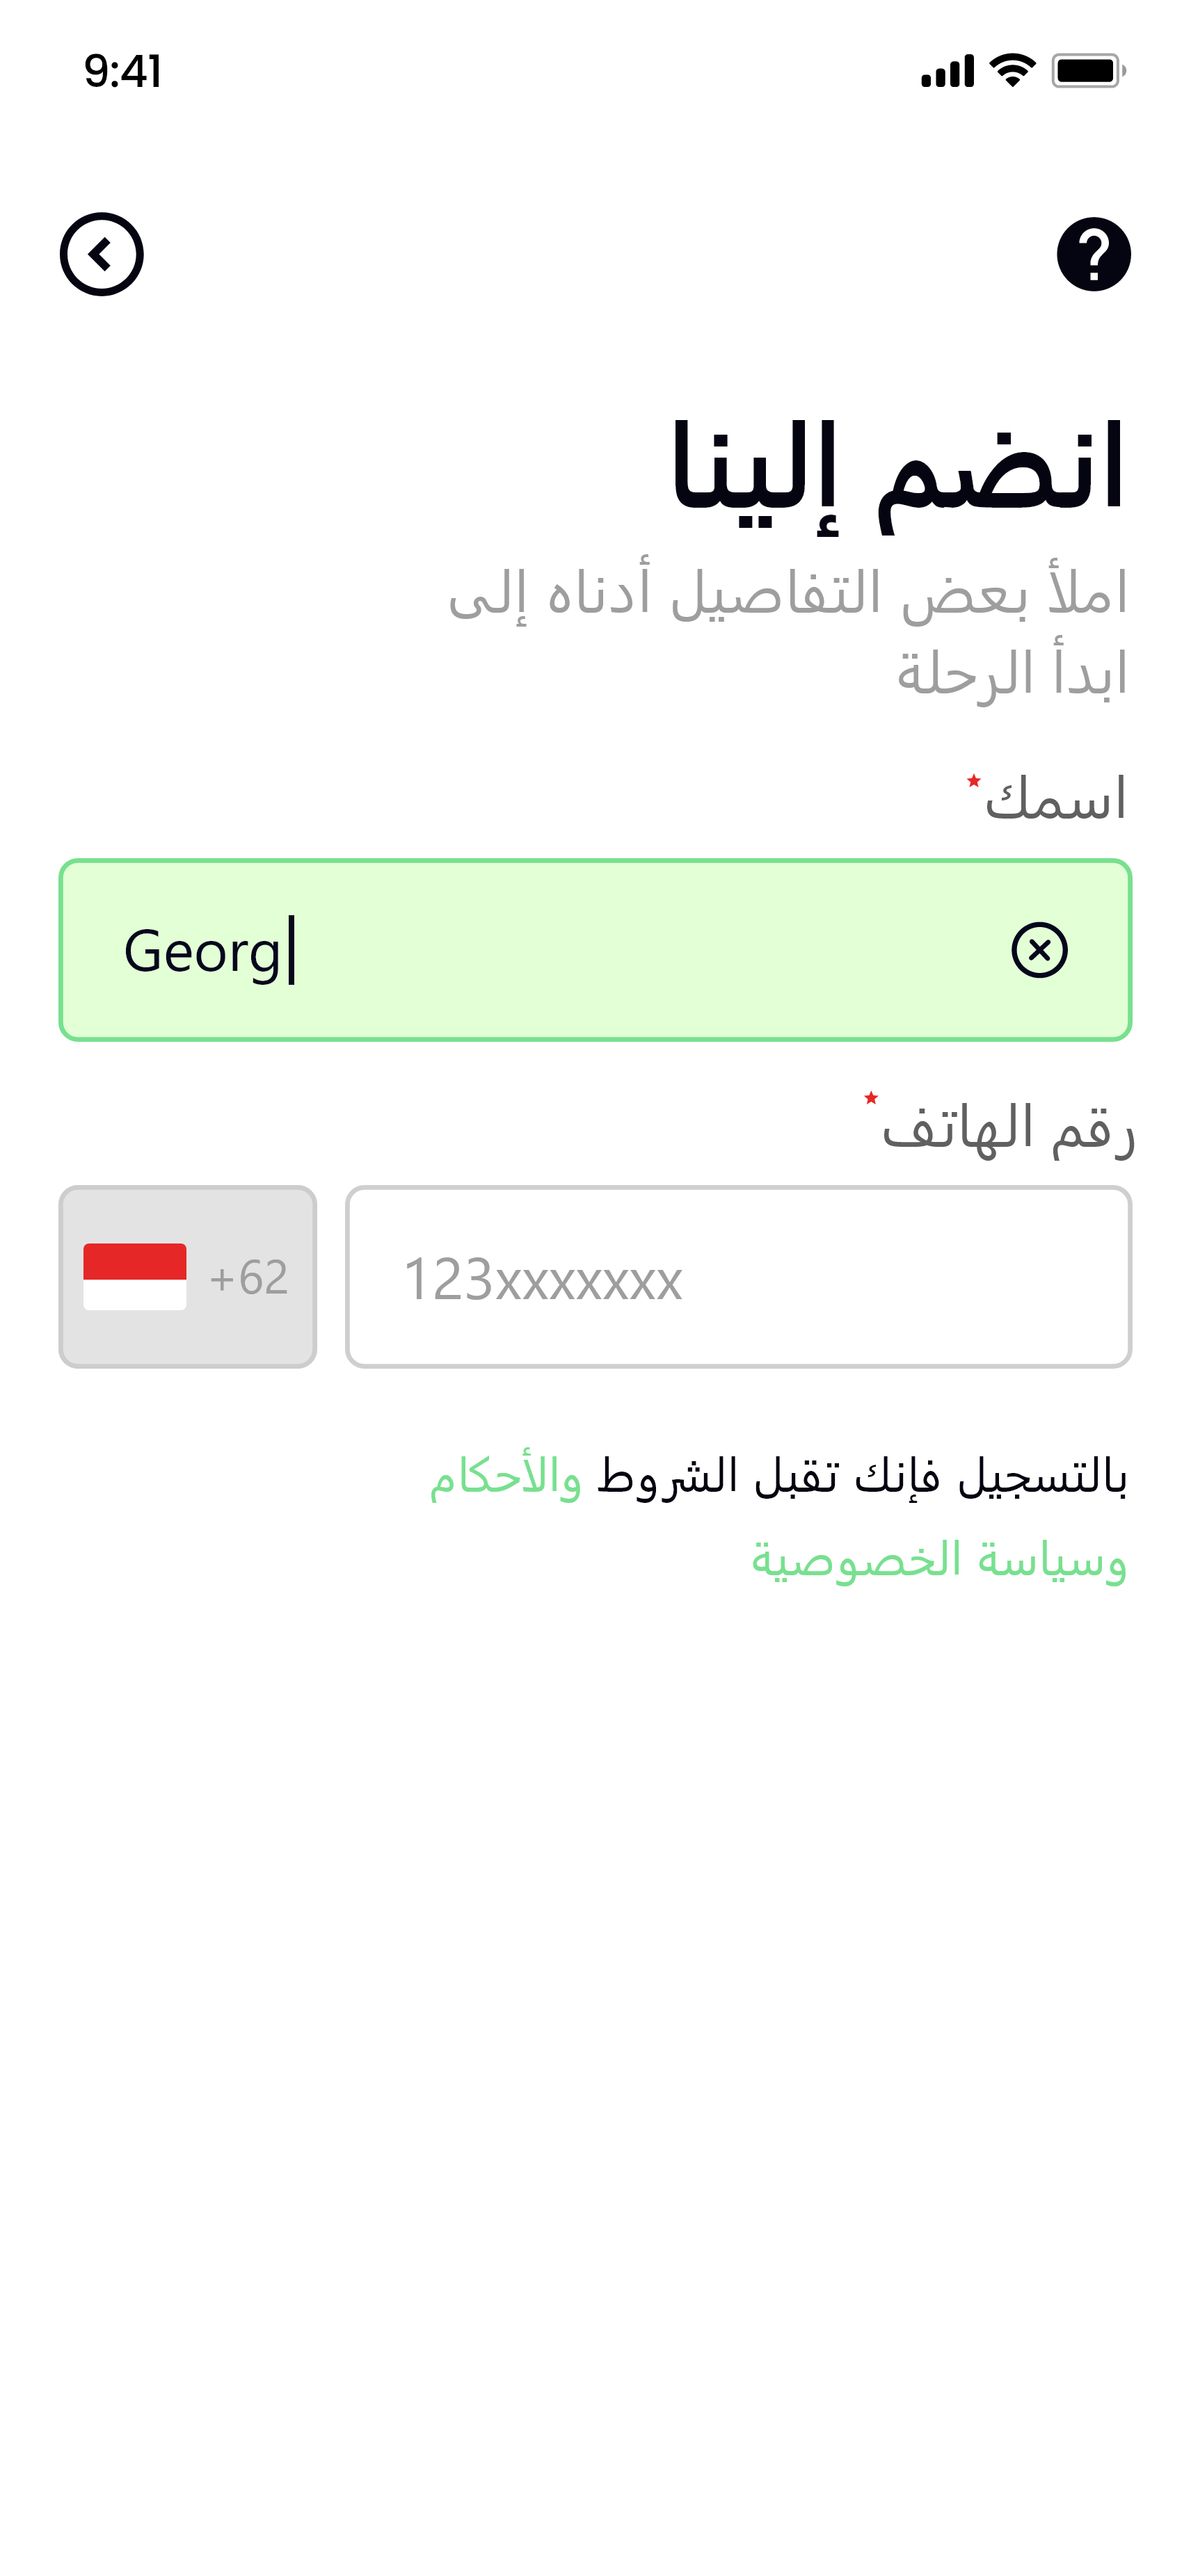 9:41
انضم إلينا
املأ بعض التفاصيل أدناه إلى
ابدأ الرحلة
اسمك*
Georg
رقم الهاتف*
+62
123xxxxxxx
بالتسجيل فإنك تقبل الشروط والأحكام
وسياسة الخصوصية